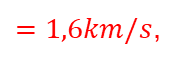 = 1,6km/s,